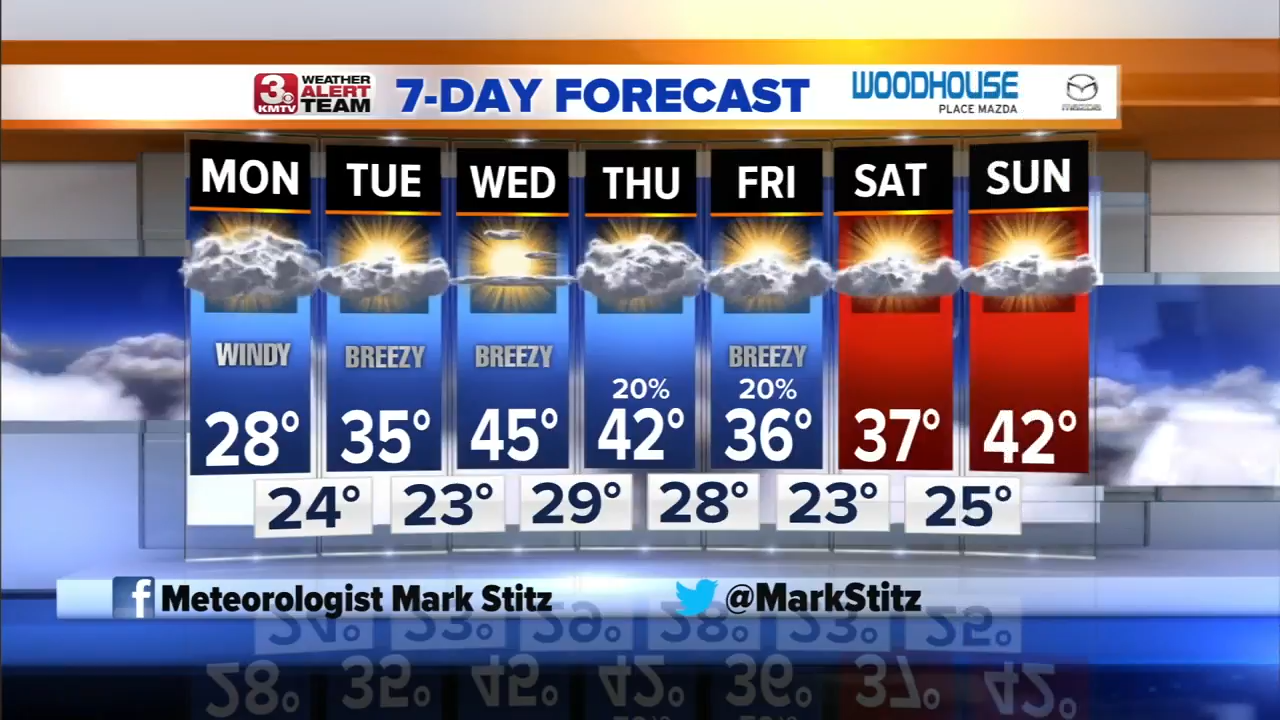 3 KMTV WEATHER ALERT TEAM 7-DAY FORECAST WOODHOUSE PLACE MAZDA mazda
MON TUE WED THU FRI SAT SUN
WINDY BREEZY BREEZY BREEZY
20% 20%
28° 35° 45° 42° 36° 37° 42°
24° 23° 29° 28° 23° 25°
f Meteorologist Mark Stitz @MarkStitz